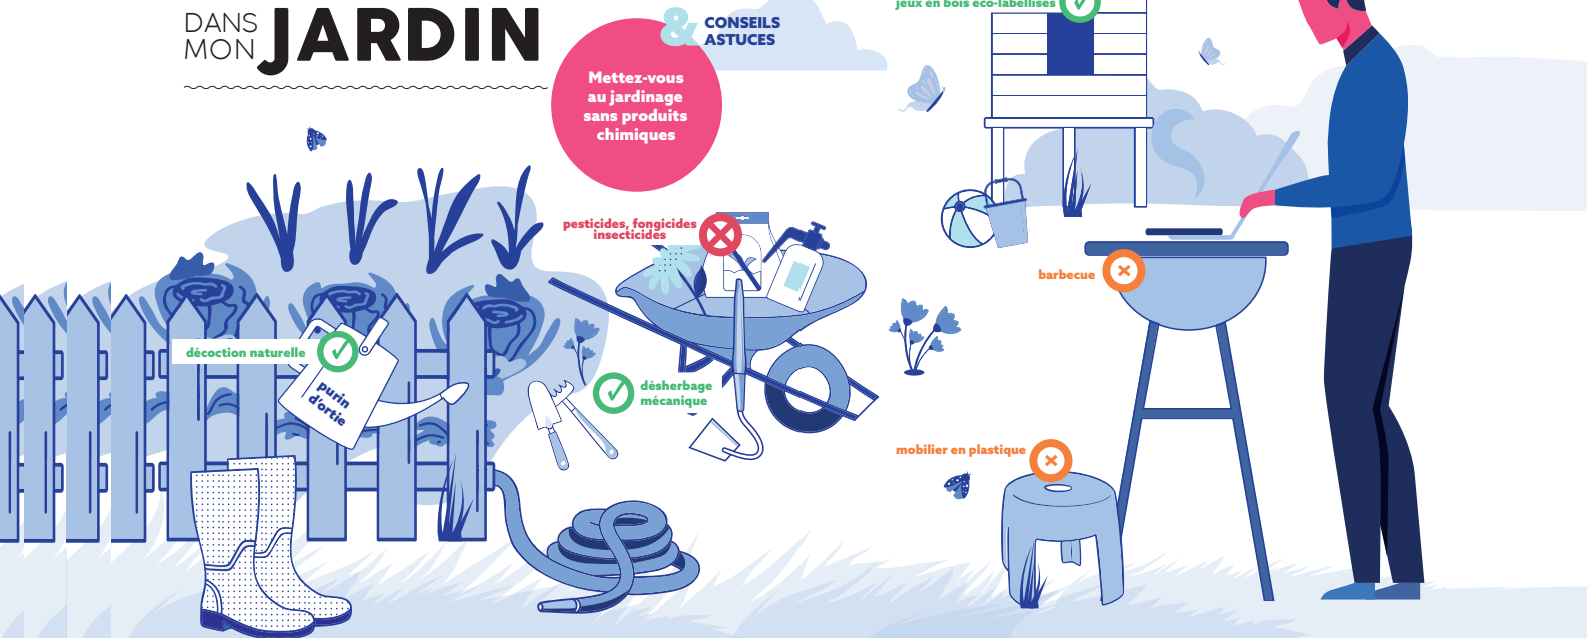 DANS
MON
JARDIN
&
CONSEILS
ASTUCES
Mettez-vous
au jardinage
sans produits
chimiques
jeux en bois éco-labellisés
pesticides, fongicides
insecticides
barbecue
décoction naturelle
purin
d'ortie
désherbage
mécanique
mobilier en plastique